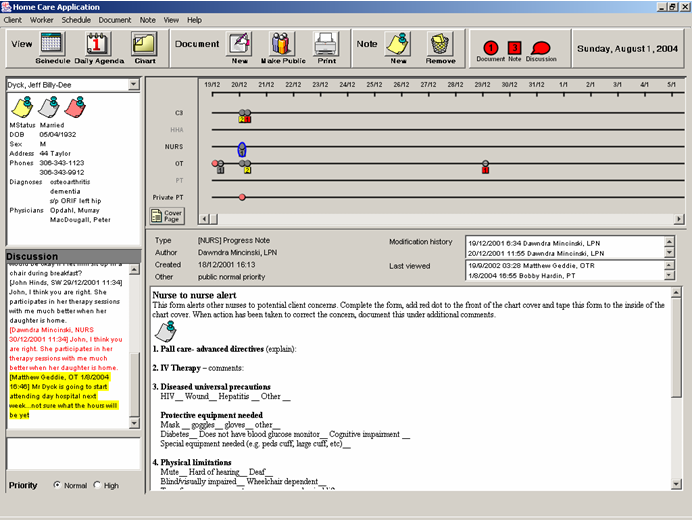 Home Care Application
Client Worker Schedule Document Note View Help
View Schedule Daily Agenda Chart Document New Make Public Print Note New Remove Document Note Discussion Sunday, August 1, 2004
Dyck, Jeff Billy-Dee
MStatus Married
DOB 05/04/1932
Sex M
Address 44 Taylor
Phones 306-343-1123
306-343-9912
Diagnoses osteoarthritis
dementia
s/p ORIF left hip
Physicians Opdahl, Murray
MacDougall, Peter
19/12 20/12 21/12 22/12 23/12 24/12 25/12 26/12 27/12 28/12 29/12 30/12 31/12 1/1 2/1 3/1 4/1 5/1
C3
HHA
NURS
OT
PT
Private PT
Cover
Page
Discussion
chair during breakfast?
[John Hinds, SW 29/12/2001 11:34]
John, I think you are right. She
participates in her therapy sessions
with me much better when her
daughter is home.
[Dawndra Mincinski, NURS
30/12/2001 11:34] John, I think you
are right. She participates in her
therapy sessions with me much
better when her daughter is home.
[Matthew Geddie, OT 1/8/2004
16:46] Mr Dyck is going to start
attending day hospital next
week...not sure what the hours will
be yet
Priority Normal High
Type [NURS] Progress Note
Author Dawndra Mincinski, LPN
Created 18/12/2001 16:13
Other public normal priority
Modification history 19/12/2001 6:34 Dawndra Mincinski, LPN
20/12/2001 11:55 Dawndra Mincinski, LPN
Last viewed 19/9/2002 03:28 Matthew Geddie, OTR
1/8/2004 16:55 Bobby Hardin, PT
Nurse to nurse alert
This form alerts other nurses to potential client concerns. Complete the form, add red dot to the front of the chart cover and tape this form to the inside of the
chart cover. When action has been taken to correct the concern, document this under additional comments.
1. Pall care- advanced directives (explain):
2. IV Therapy – comments:
3. Diseased universal precautions
HIV__ Wound__ Hepatitis __ Other __
Protective equipment needed
Mask __ goggles__ gloves__ other__
Diabetes__ Does not have blood glucose monitor__ Cognitive impairment __
Special equipment needed (e.g. peds cuff, large cuff, etc)__
4. Physical limitations
Mute__ Hard of hearing__ Deaf__
Blind/visually impaired__ Wheelchair dependent__